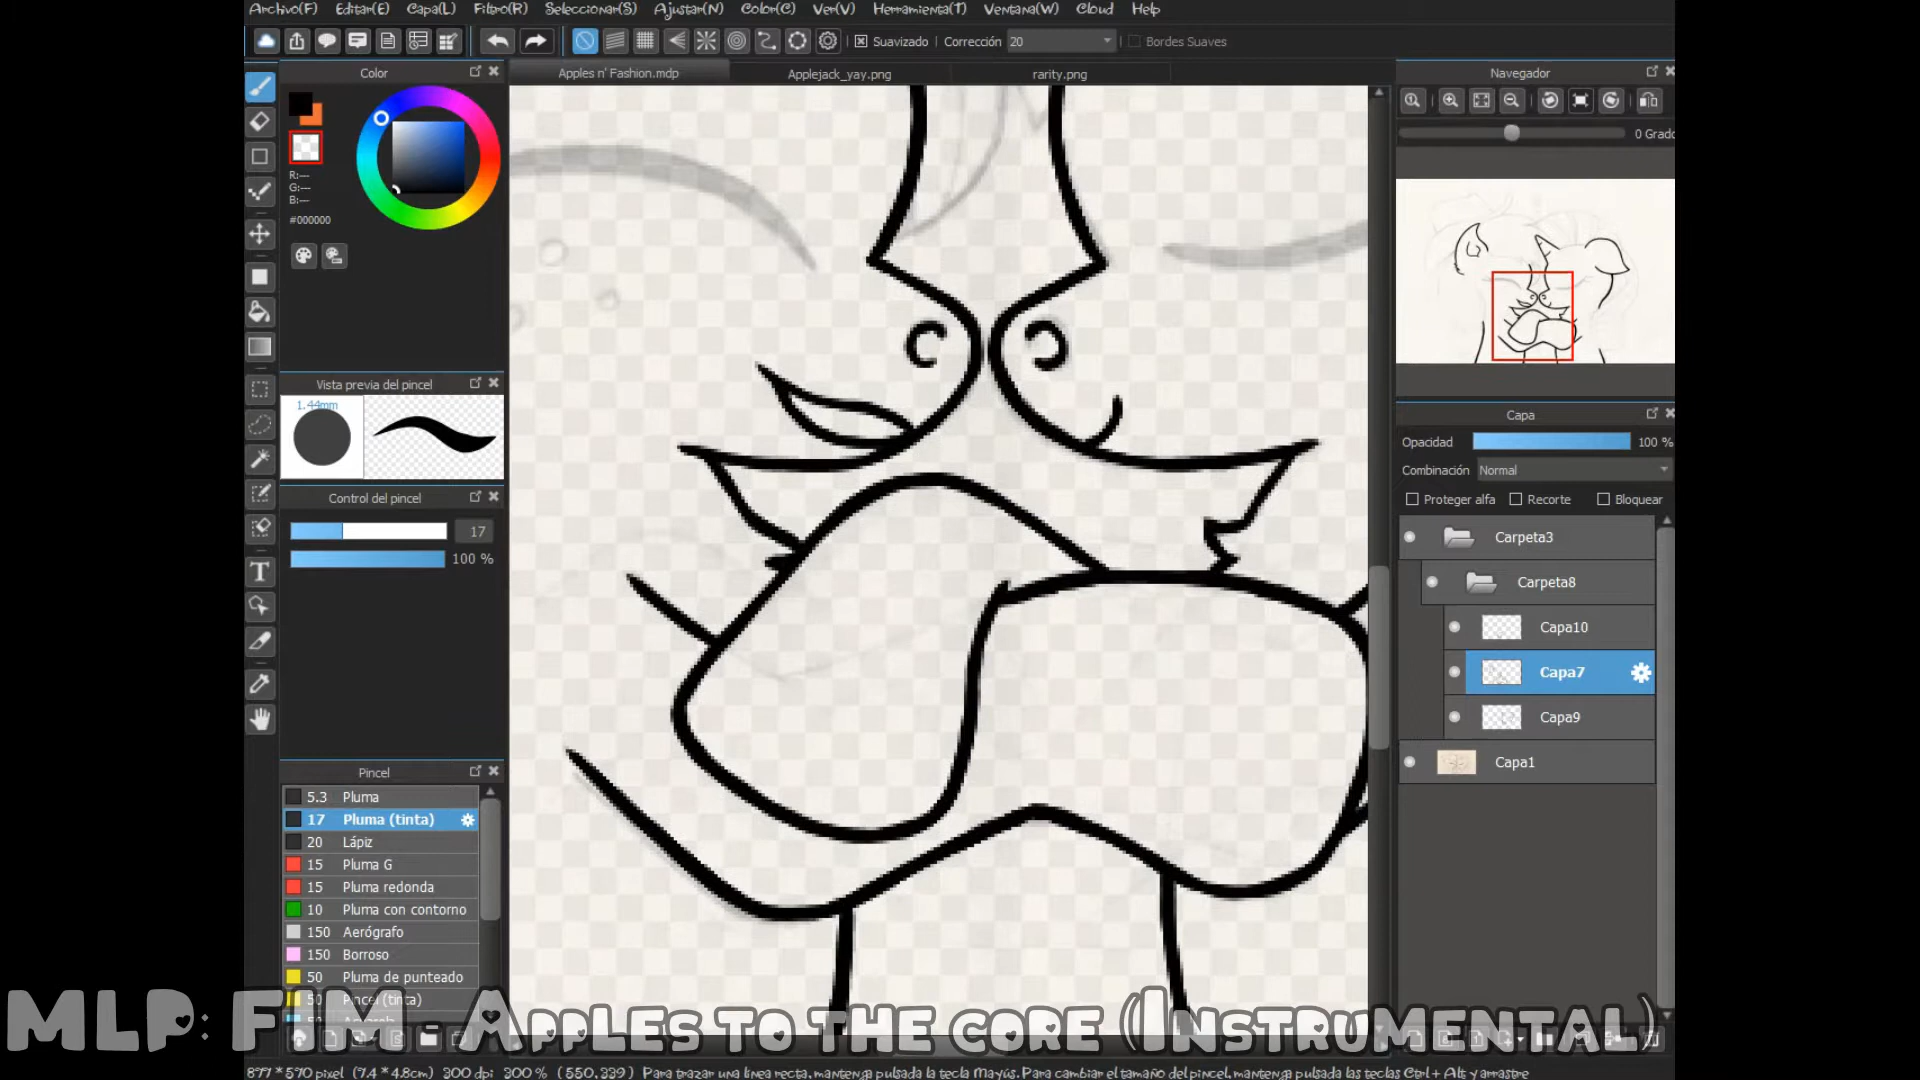 Archivo(F) Editar(E) Capa(L) Filtro(R) Seleccionar(S) Ajustar(N) Color(C) Ver(V) Herramienta(T) Ventana(W) Cloud Help
Suavizado Corrección 20 Bordes Suaves
Color
Apples n' Fashion.mdp Applejack_yay.png rarity.png
Navegador
R:---
G:---
B:---
#000000
0 Grado
Vista previa del pincel
1.44mm
Control del pincel
17
100 %
Capa
Opacidad 100 %
Combinación Normal
Proteger alfa Recorte Bloquear
Carpeta3
Carpeta8
Capa10
Capa7
Capa9
Capa1
Pincel
5.3 Pluma
17 Pluma (tinta)
20 Lápiz
15 Pluma G
15 Pluma redonda
10 Pluma con contorno
150 Aerógrafo
150 Borroso
50 Pluma de punteado
50 Pincel (tinta)
MLP: FiM - Apples to the core (Instrumental)
877*590 pixel (7.4*4.8cm) 300 dpi 300 % (550,339) Para trazar una línea recta, mantenga pulsada la tecla Mayús. Para cambiar el tamaño del pincel, mantenga pulsada las teclas Ctrl+Alt y arrastre